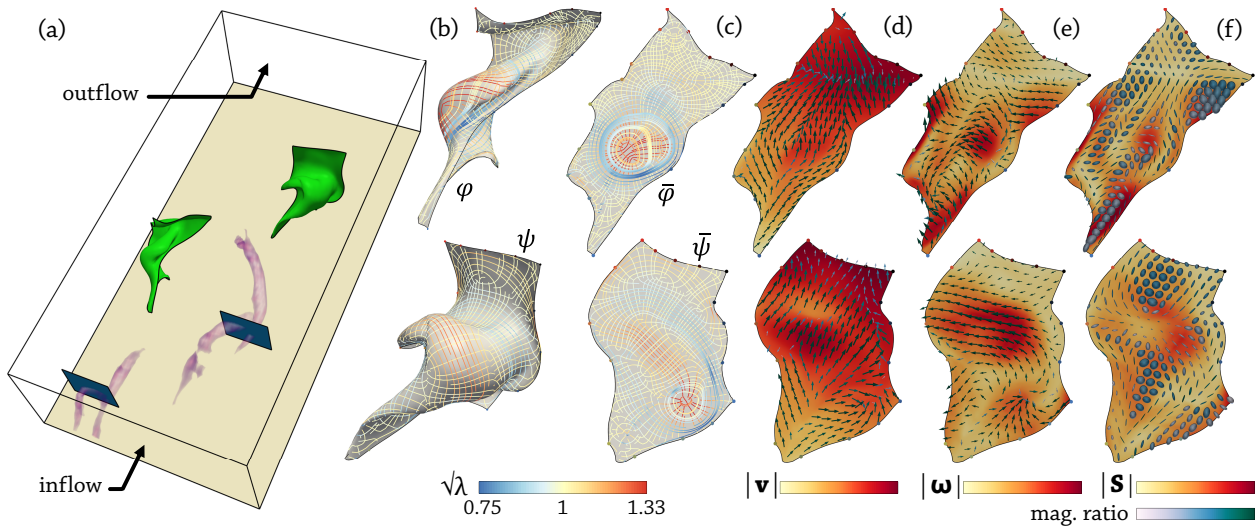 (a)
(b)
(c)
(d)
(e)
(f)
outflow
φ
φ̄
ψ
ψ̄
inflow
√λ
0.75
1
1.33
|v|
|ω|
|S|
mag. ratio